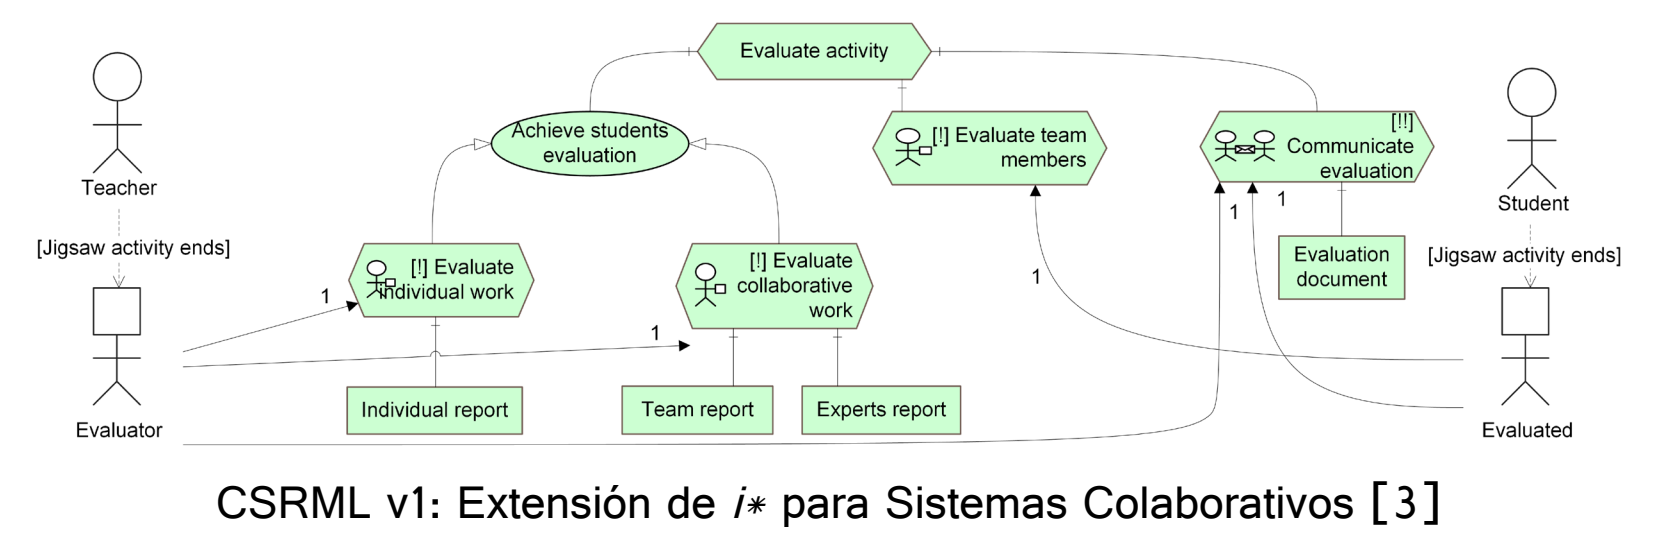 Evaluate activity
Teacher
Achieve students
evaluation
[!] Evaluate team
members
[!!]
Communicate
evaluation
Student
1
1
[Jigsaw activity ends]
[Jigsaw activity ends]
[!] Evaluate
individual work
[!] Evaluate
collaborative
work
Evaluation
document
1
1
1
Individual report
Team report
Experts report
Evaluator
Evaluated
CSRML v1: Extensión de i* para Sistemas Colaborativos [3]